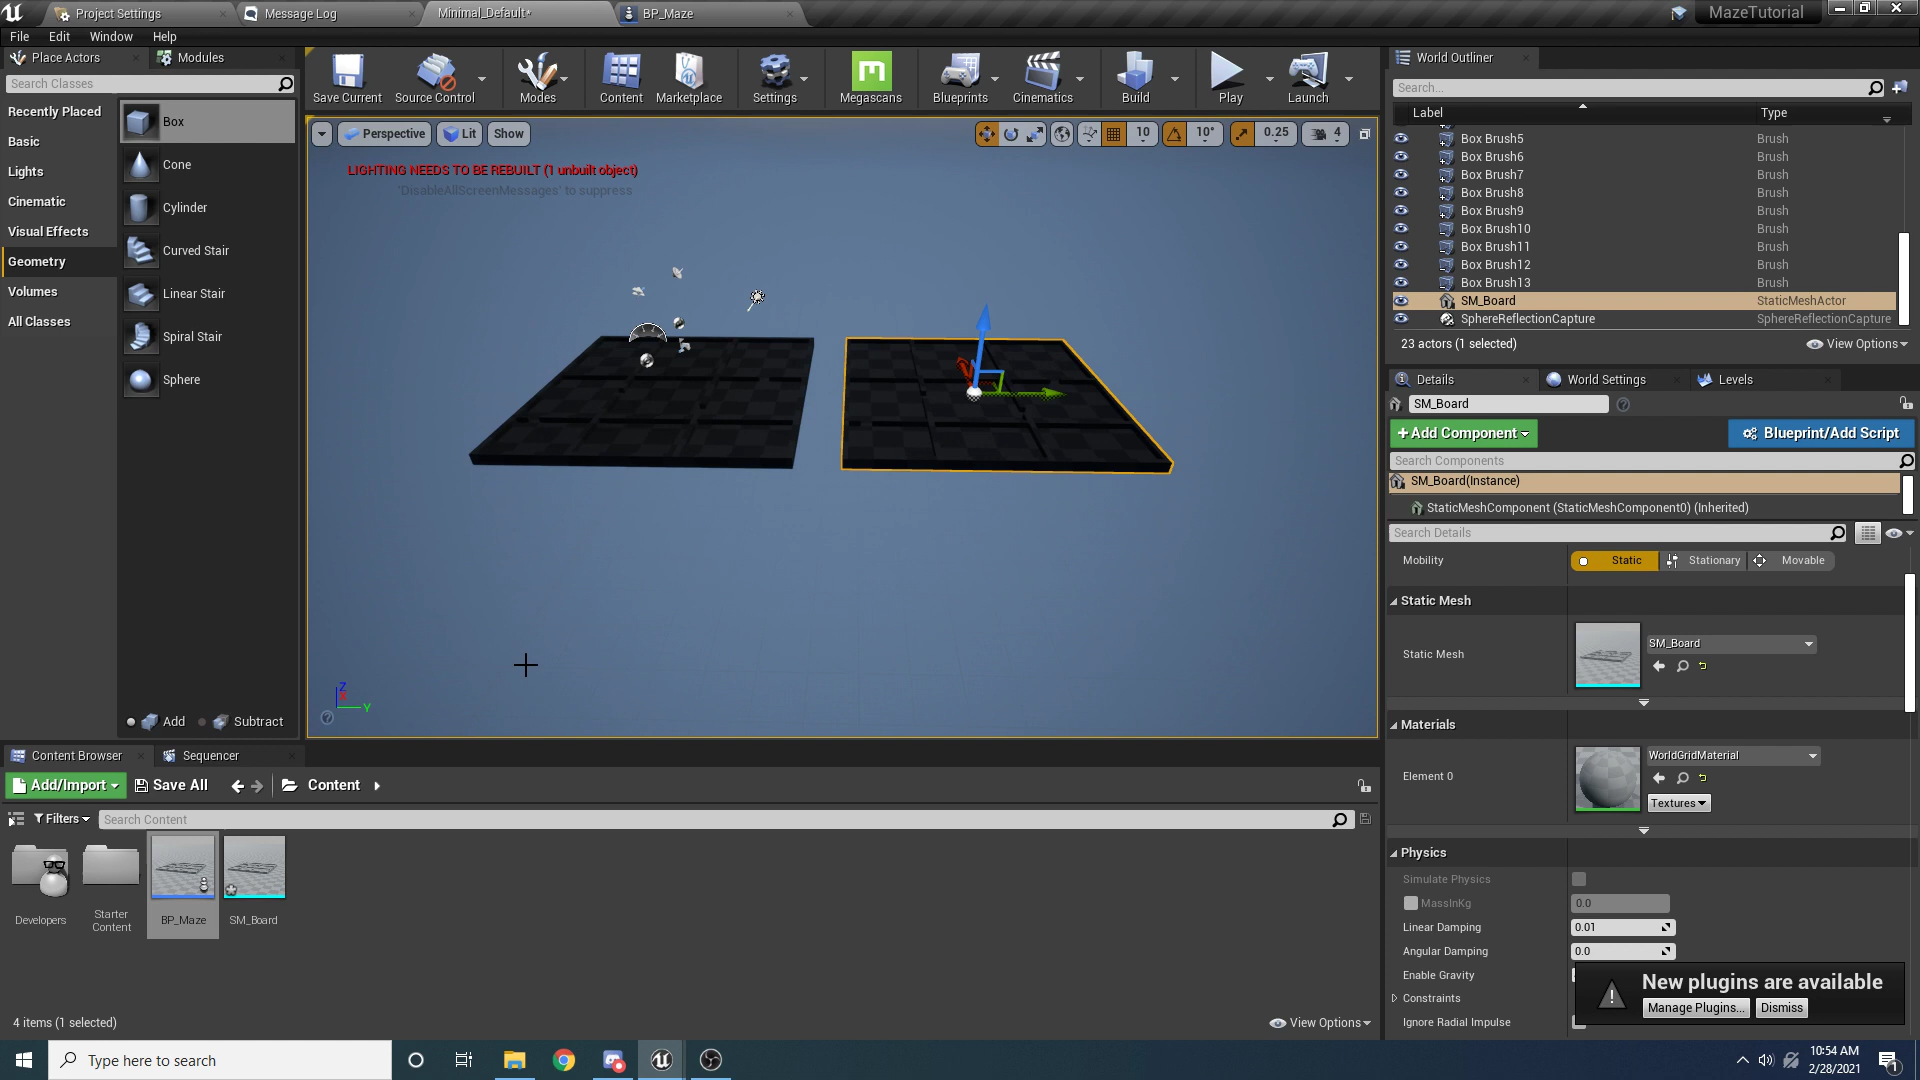 Project Settings
Message Log
Minimal_Default*
BP_Maze
MazeTutorial
File
Edit
Window
Help
Place Actors
Modules
Search Classes
Recently Placed
Basic
Lights
Cinematic
Visual Effects
Geometry
Volumes
All Classes
Box
Cone
Cylinder
Curved Stair
Linear Stair
Spiral Stair
Sphere
Add
Subtract
Save Current
Source Control
Modes
Content
Marketplace
Settings
Megascans
Blueprints
Cinematics
Build
Play
Launch
Perspective
Lit
Show
10
10°
0.25
4
LIGHTING NEEDS TO BE REBUILT (1 unbuilt object)
'DisableAllScreenMessages' to suppress
Z
Y
World Outliner
Search...
Label
Type
Box Brush5 Brush
Box Brush6 Brush
Box Brush7 Brush
Box Brush8 Brush
Box Brush9 Brush
Box Brush10 Brush
Box Brush11 Brush
Box Brush12 Brush
Box Brush13 Brush
SM_Board StaticMeshActor
SphereReflectionCapture SphereReflectionCapture
23 actors (1 selected)
View Options
Details
World Settings
Levels
SM_Board
+Add Component
Blueprint/Add Script
Search Components
SM_Board(Instance)
StaticMeshComponent (StaticMeshComponent0) (Inherited)
Search Details
Mobility
Static
Stationary
Movable
Static Mesh
Static Mesh
SM_Board
Materials
Element 0
WorldGridMaterial
Textures
Physics
Simulate Physics
MassInKg
0.0
Linear Damping
0.01
Angular Damping
0.0
Enable Gravity
Constraints
Ignore Radial Impulse
New plugins are available
Manage Plugins...
Dismiss
Content Browser
Sequencer
Add/Import
Save All
Content
Filters
Search Content
Developers
Starter Content
BP_Maze
SM_Board
4 items (1 selected)
View Options
Type here to search
10:54 AM
2/28/2021
1